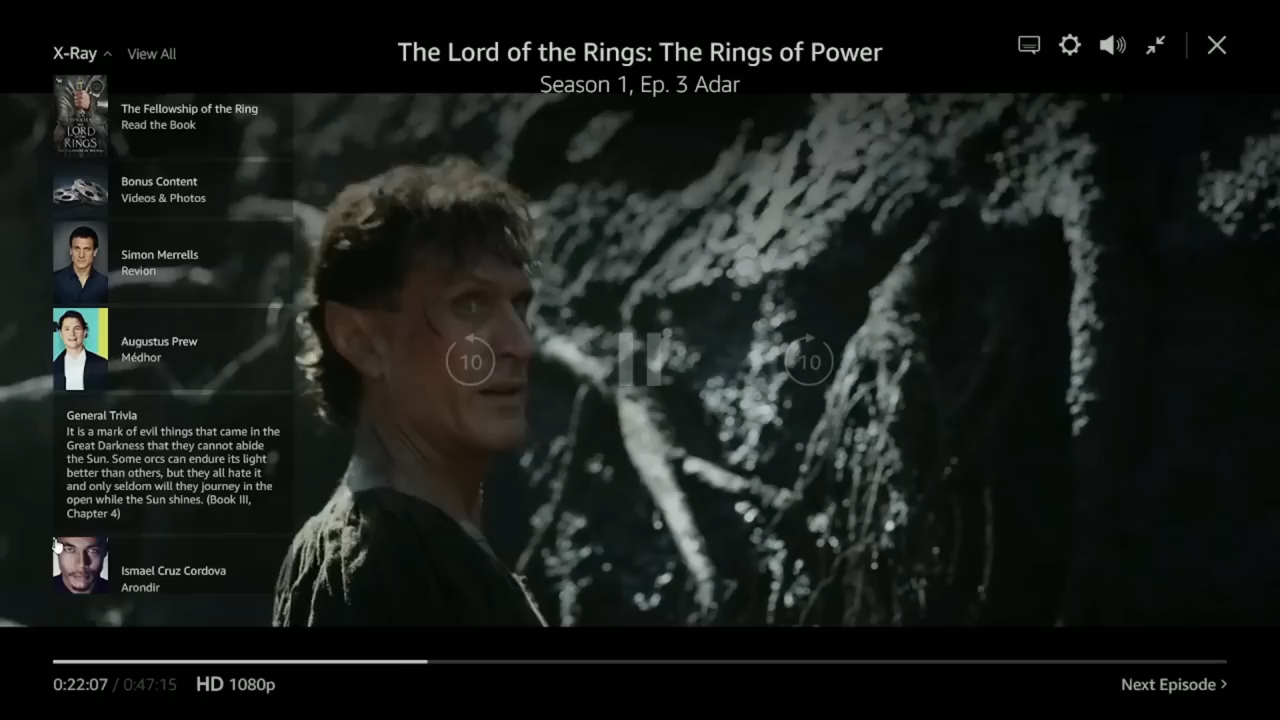 X-Ray
View All
The Lord of the Rings: The Rings of Power
Season 1, Ep. 3 Adar
LORD
RINGS
The Fellowship of the Ring
Read the Book
Bonus Content
Videos & Photos
Simon Merrells
Revion
Augustus Prew
Médhor
General Trivia
It is a mark of evil things that came in the
Great Darkness that they cannot abide
the Sun. Some orcs can endure its light
better than others, but they all hate it
and only seldom will they journey in the
open while the Sun shines. (Book III,
Chapter 4)
Ismael Cruz Cordova
Arondir
10
10
0:22:07 / 0:47:15
HD 1080p
Next Episode